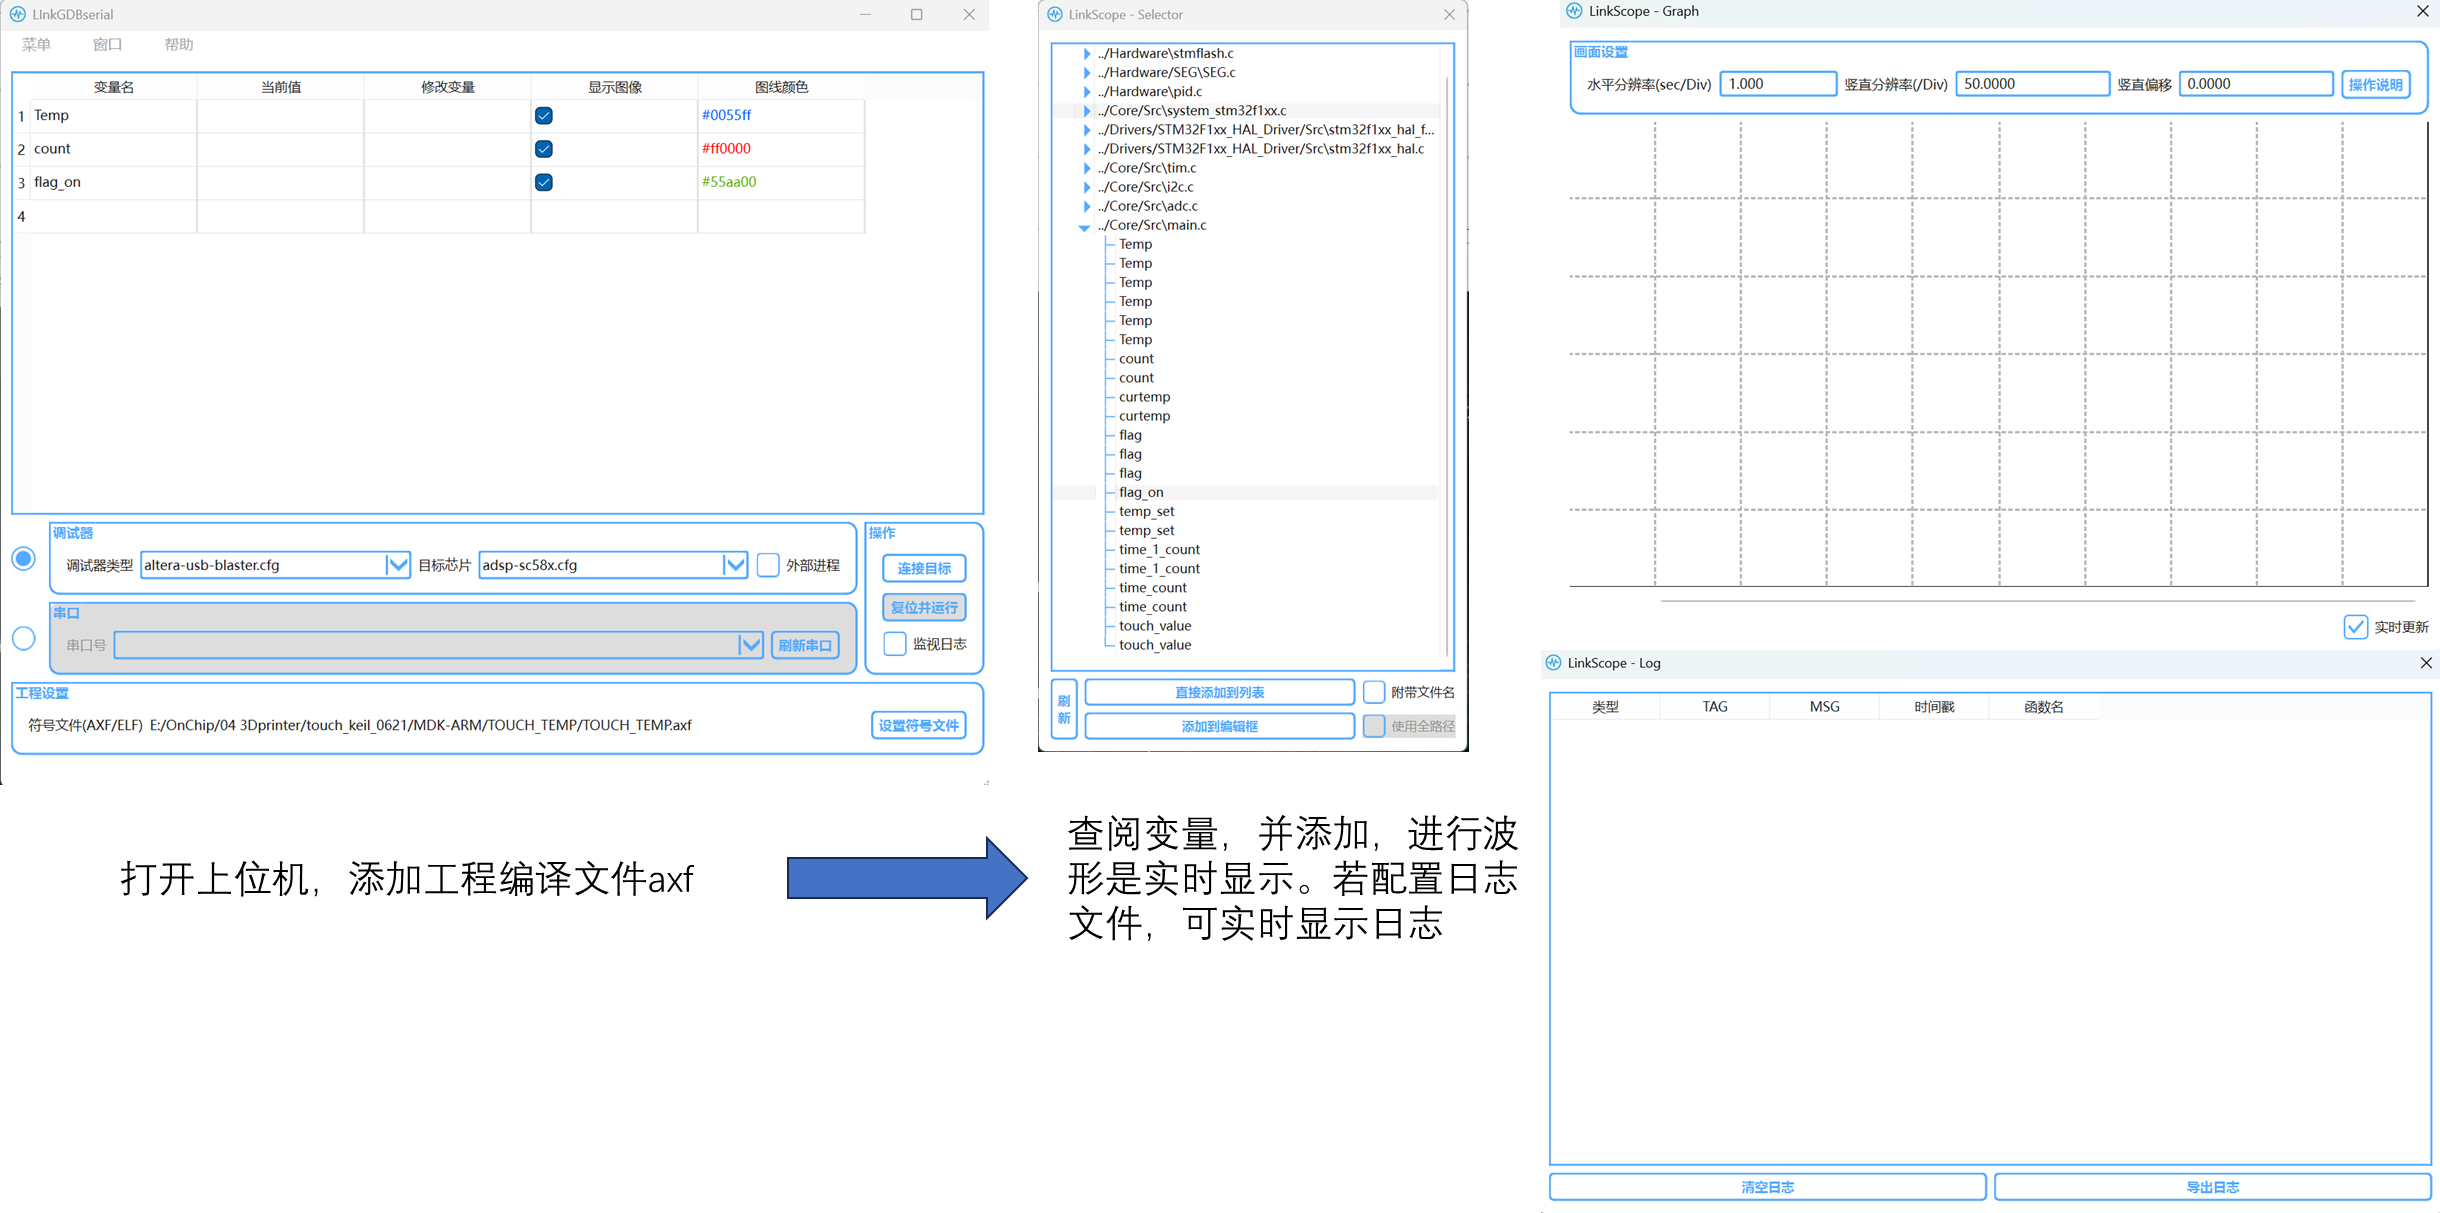 LInkGDBserial
菜单 窗口 帮助
变量名 当前值 修改变量 显示图像 图线颜色
1 Temp #0055ff
2 count #ff0000
3 flag_on #55aa00
4
调试器
调试器类型 altera-usb-blaster.cfg 目标芯片 adsp-sc58x.cfg 外部进程
串口
串口号 刷新串口
操作
连接目标
复位并运行
监视日志
工程设置
符号文件(AXF/ELF) E:/OnChip/04 3Dprinter/touch_keil_0621/MDK-ARM/TOUCH_TEMP/TOUCH_TEMP.axf 设置符号文件
LinkScope - Selector
../Hardware\stmflash.c
../Hardware/SEG\SEG.c
../Hardware\pid.c
../Core/Src\system_stm32f1xx.c
../Drivers/STM32F1xx_HAL_Driver/Src\stm32f1xx_hal_f...
../Drivers/STM32F1xx_HAL_Driver/Src\stm32f1xx_hal.c
../Core/Src\tim.c
../Core/Src\i2c.c
../Core/Src\adc.c
../Core/Src\main.c
Temp
Temp
Temp
Temp
Temp
Temp
count
count
curtemp
curtemp
flag
flag
flag
flag_on
temp_set
temp_set
time_1_count
time_1_count
time_count
time_count
touch_value
touch_value
刷新
直接添加到列表 附带文件名
添加到编辑框 使用全路径
LinkScope - Graph
画面设置
水平分辨率(sec/Div) 1.000 竖直分辨率(/Div) 50.0000 竖直偏移 0.0000 操作说明
实时更新
LinkScope - Log
类型 TAG MSG 时间戳 函数名
清空日志 导出日志
打开上位机，添加工程编译文件axf
查阅变量，并添加，进行波
形是实时显示。若配置日志
文件，可实时显示日志